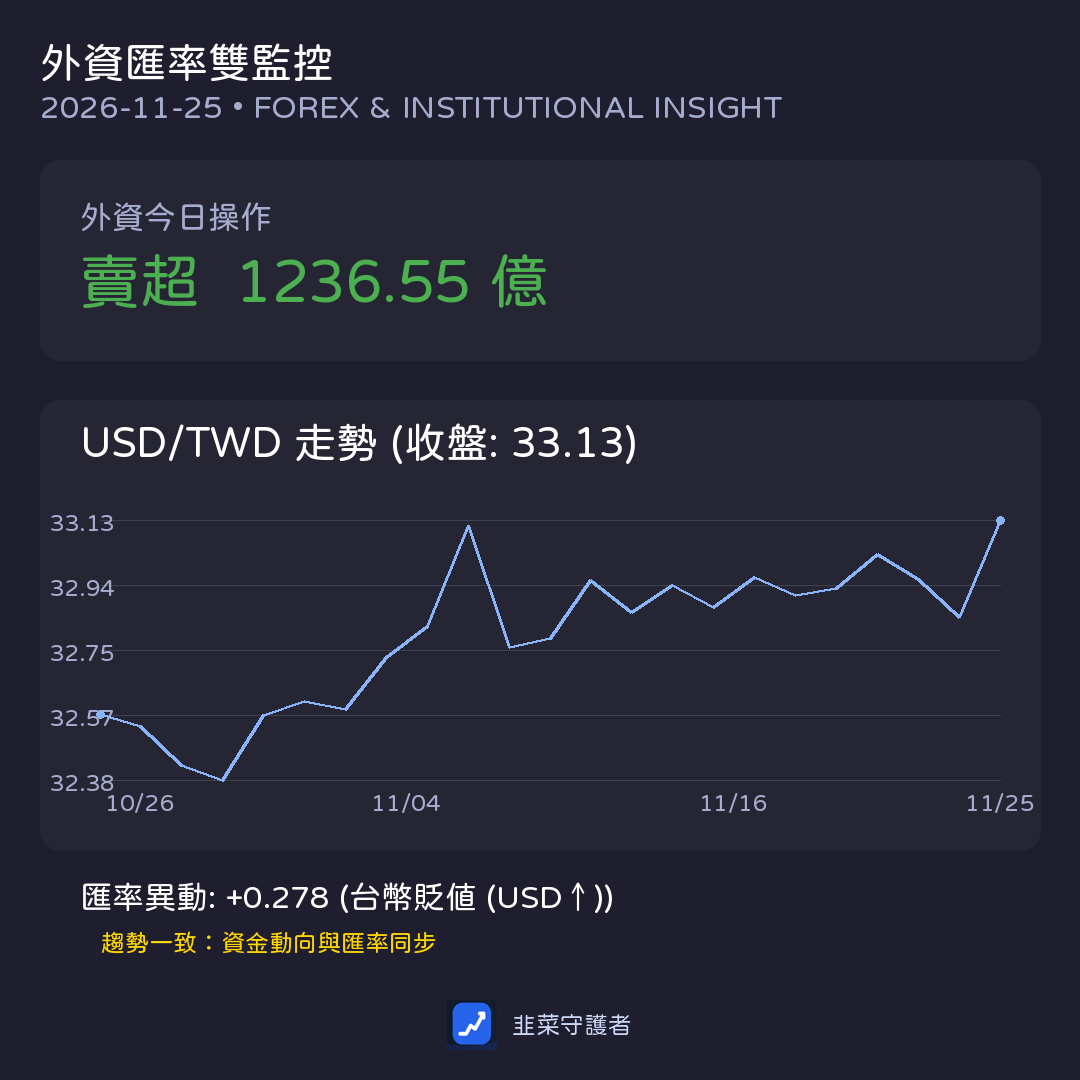 外資匯率雙監控
2026-11-25 • FOREX & INSTITUTIONAL INSIGHT
外資今日操作
賣超 1236.55 億
USD/TWD 走勢 (收盤: 33.13)
33.13
32.94
32.75
32.57
32.38
10/26 11/04 11/16 11/25
匯率異動: +0.278 (台幣貶值 (USD↑))
趨勢一致：資金動向與匯率同步
韭菜守護者